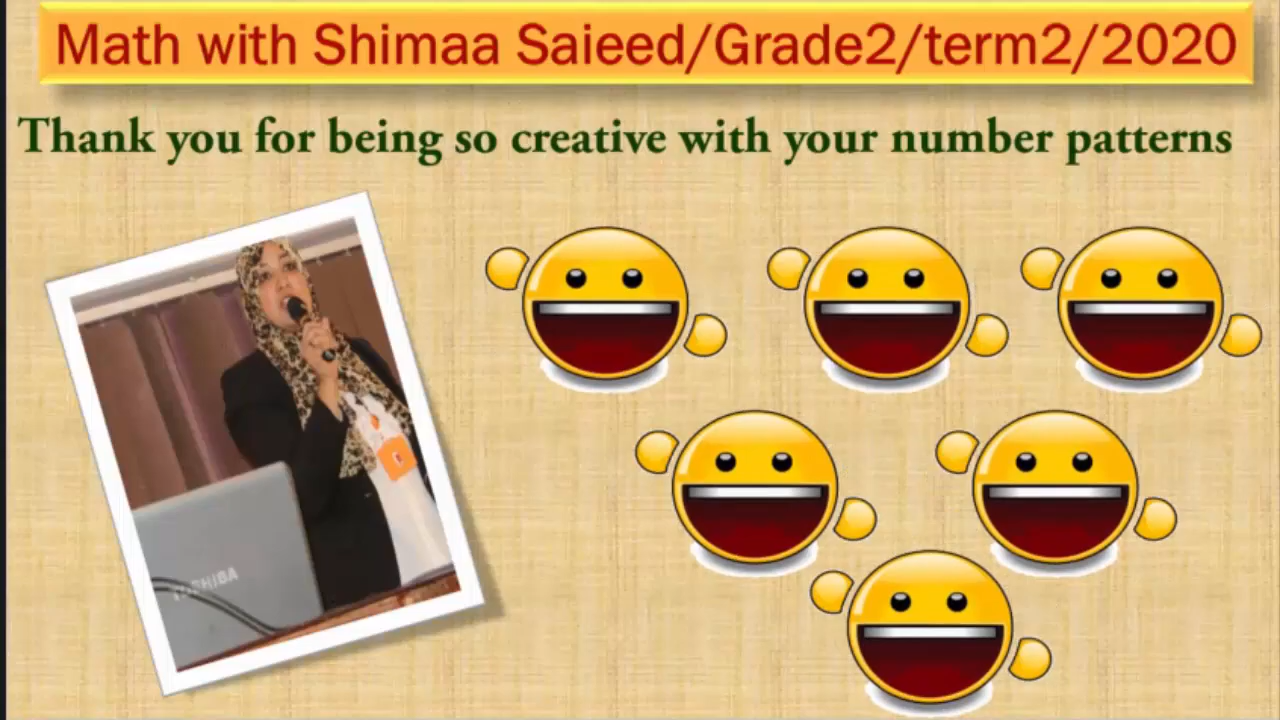 Math with Shimaa Saieed/Grade2/term2/2020
Thank you for being so creative with your number patterns
TOSHIBA